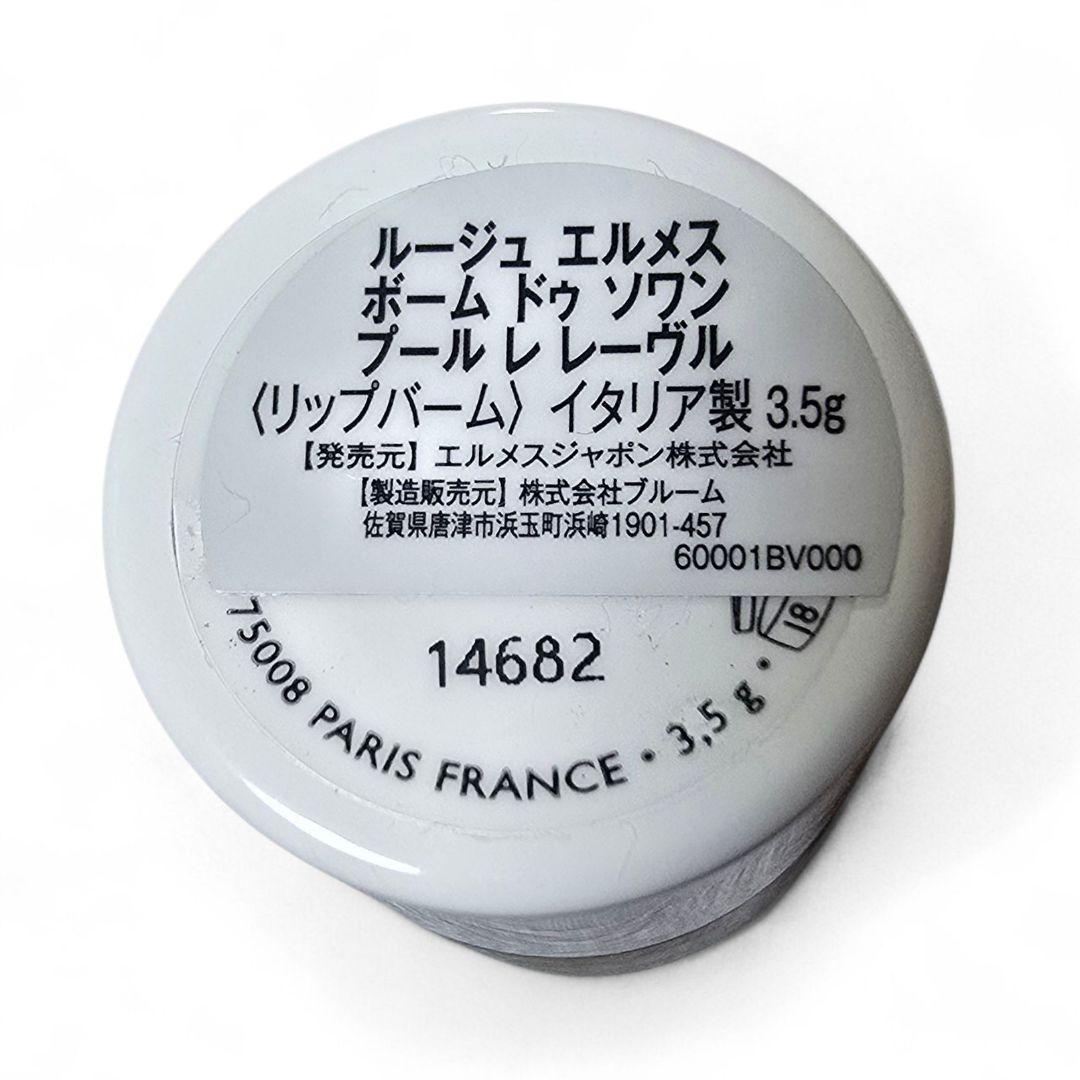 ルージュ エルメス
ボーム ドゥ ソワン
プール レ レーヴル
〈リップバーム〉 イタリア製 3.5g
【発売元】エルメスジャポン株式会社
【製造販売元】株式会社ブルーム
佐賀県唐津市浜玉町浜崎1901-457
60001BV000
14682
75008 PARIS FRANCE • 3,5 g •
18